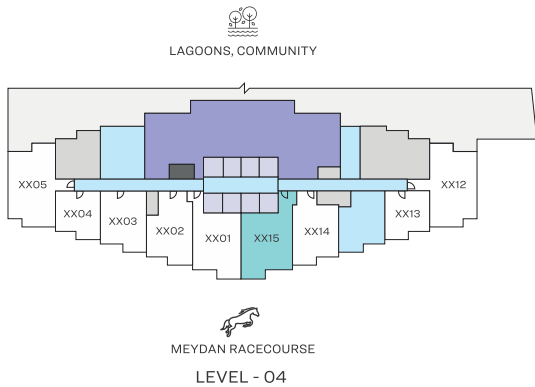 LAGOONS, COMMUNITY
XX05
XX12
XX04
XX03
XX02
XX01
XX15
XX14
XX13
MEYDAN RACECOURSE
LEVEL - 04